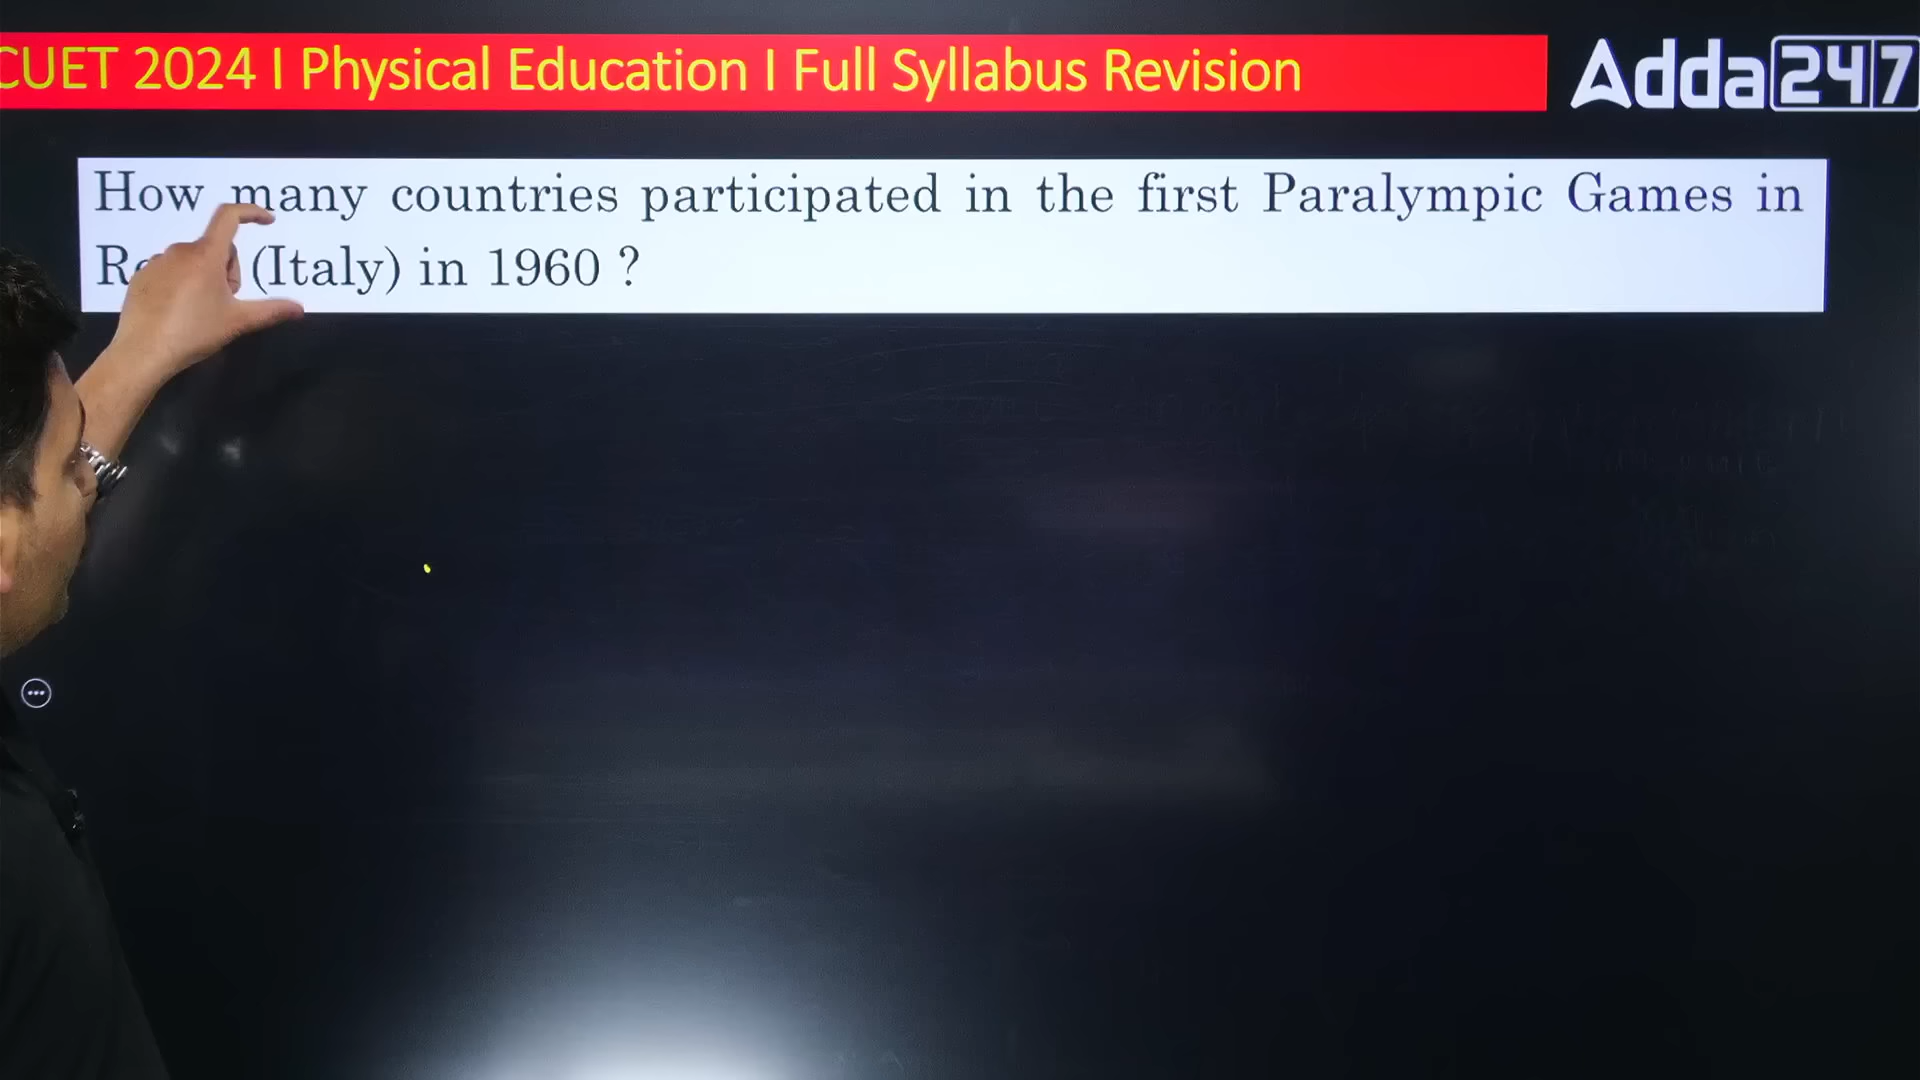 CUET 2024 I Physical Education I Full Syllabus Revision
Adda247
How many countries participated in the first Paralympic Games in
(Italy) in 1960 ?